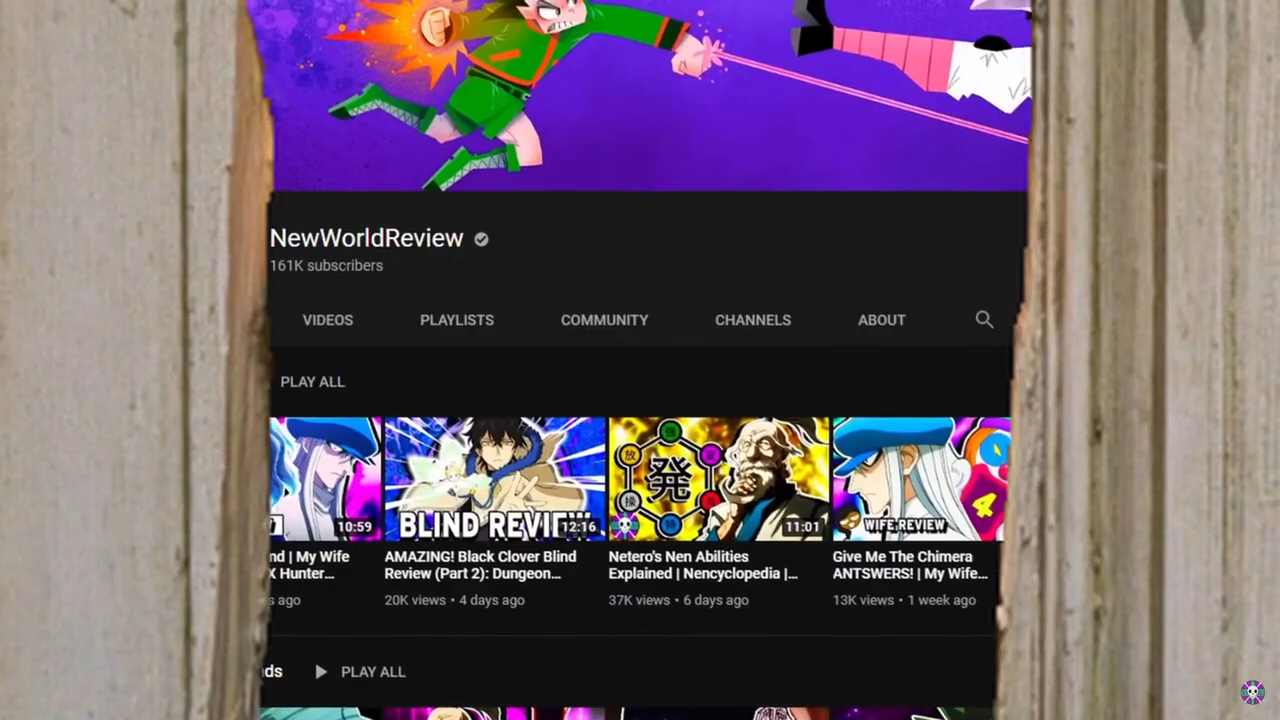 NewWorldReview
161K subscribers
VIDEOS
PLAYLISTS
COMMUNITY
CHANNELS
ABOUT
PLAY ALL
10:59
BLIND REVIEW
12:16
発
放
操
11:01
4
WIFE REVIEW
nd | My Wife
X Hunter...
s ago
AMAZING! Black Clover Blind
Review (Part 2): Dungeon...
20K views • 4 days ago
Netero's Nen Abilities
Explained | Nencyclopedia |...
37K views • 6 days ago
Give Me The Chimera
ANTSWERS! | My Wife...
13K views • 1 week ago
ds
PLAY ALL